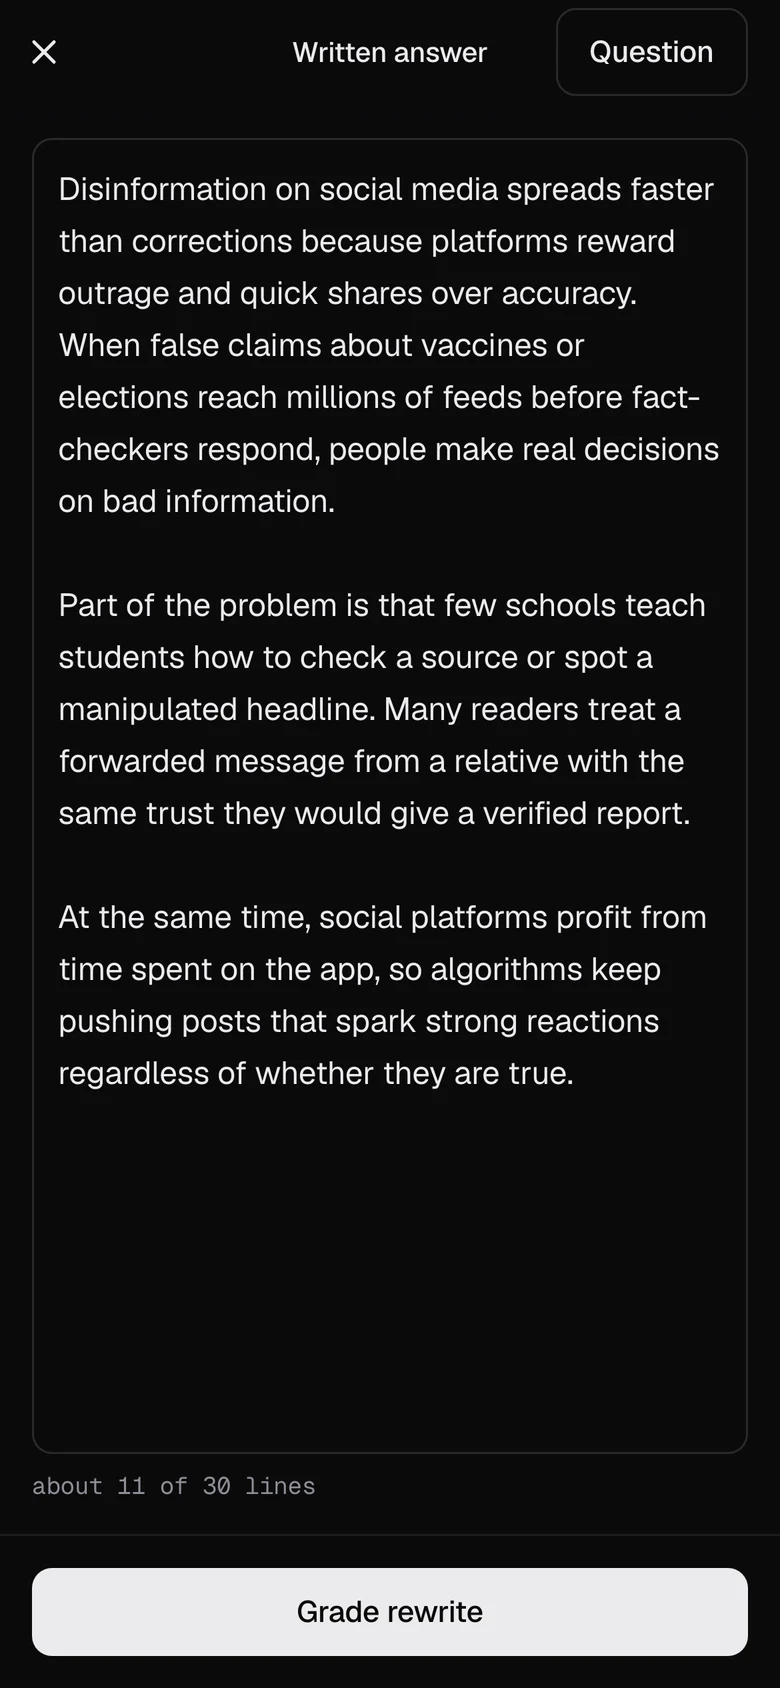 Written answer
Question
Disinformation on social media spreads faster
than corrections because platforms reward
outrage and quick shares over accuracy.
When false claims about vaccines or
elections reach millions of feeds before fact-
checkers respond, people make real decisions
on bad information.
Part of the problem is that few schools teach
students how to check a source or spot a
manipulated headline. Many readers treat a
forwarded message from a relative with the
same trust they would give a verified report.
At the same time, social platforms profit from
time spent on the app, so algorithms keep
pushing posts that spark strong reactions
regardless of whether they are true.
about 11 of 30 lines
Grade rewrite